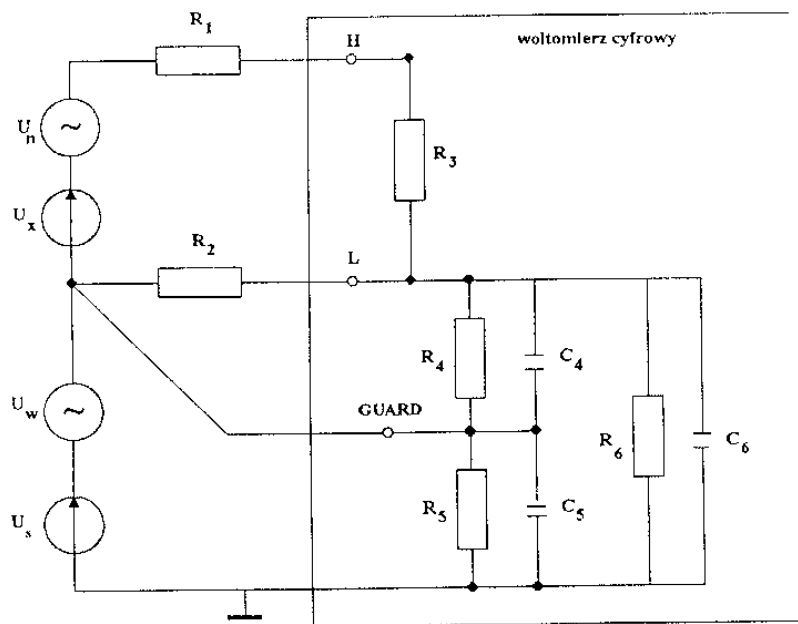 R1
H
woltomierz cyfrowy
Un
~
R3
Ux
R2
L
R4
C4
Uw
~
GUARD
R6
C6
Us
R5
C5